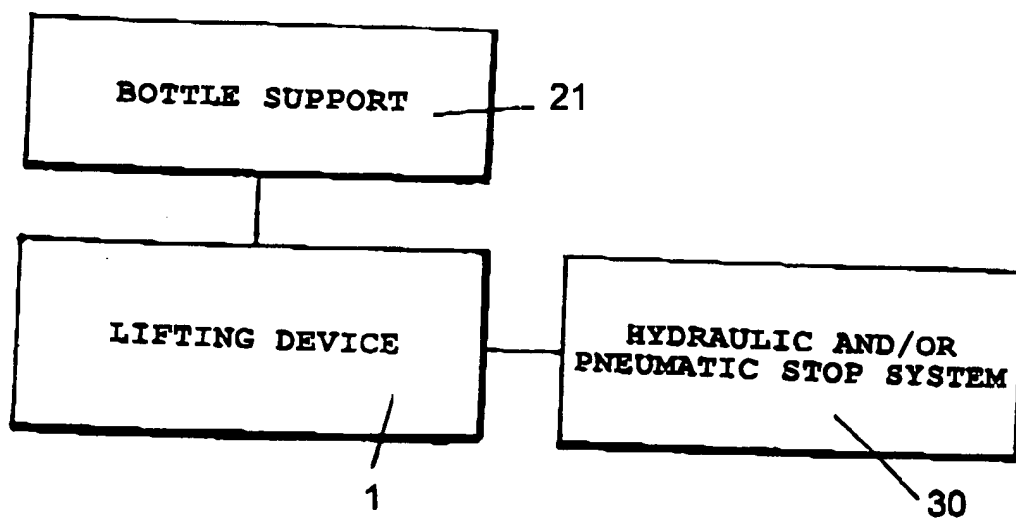 BOTTLE SUPPORT
21
LIFTING DEVICE
HYDRAULIC AND/OR
PNEUMATIC STOP SYSTEM
1
30